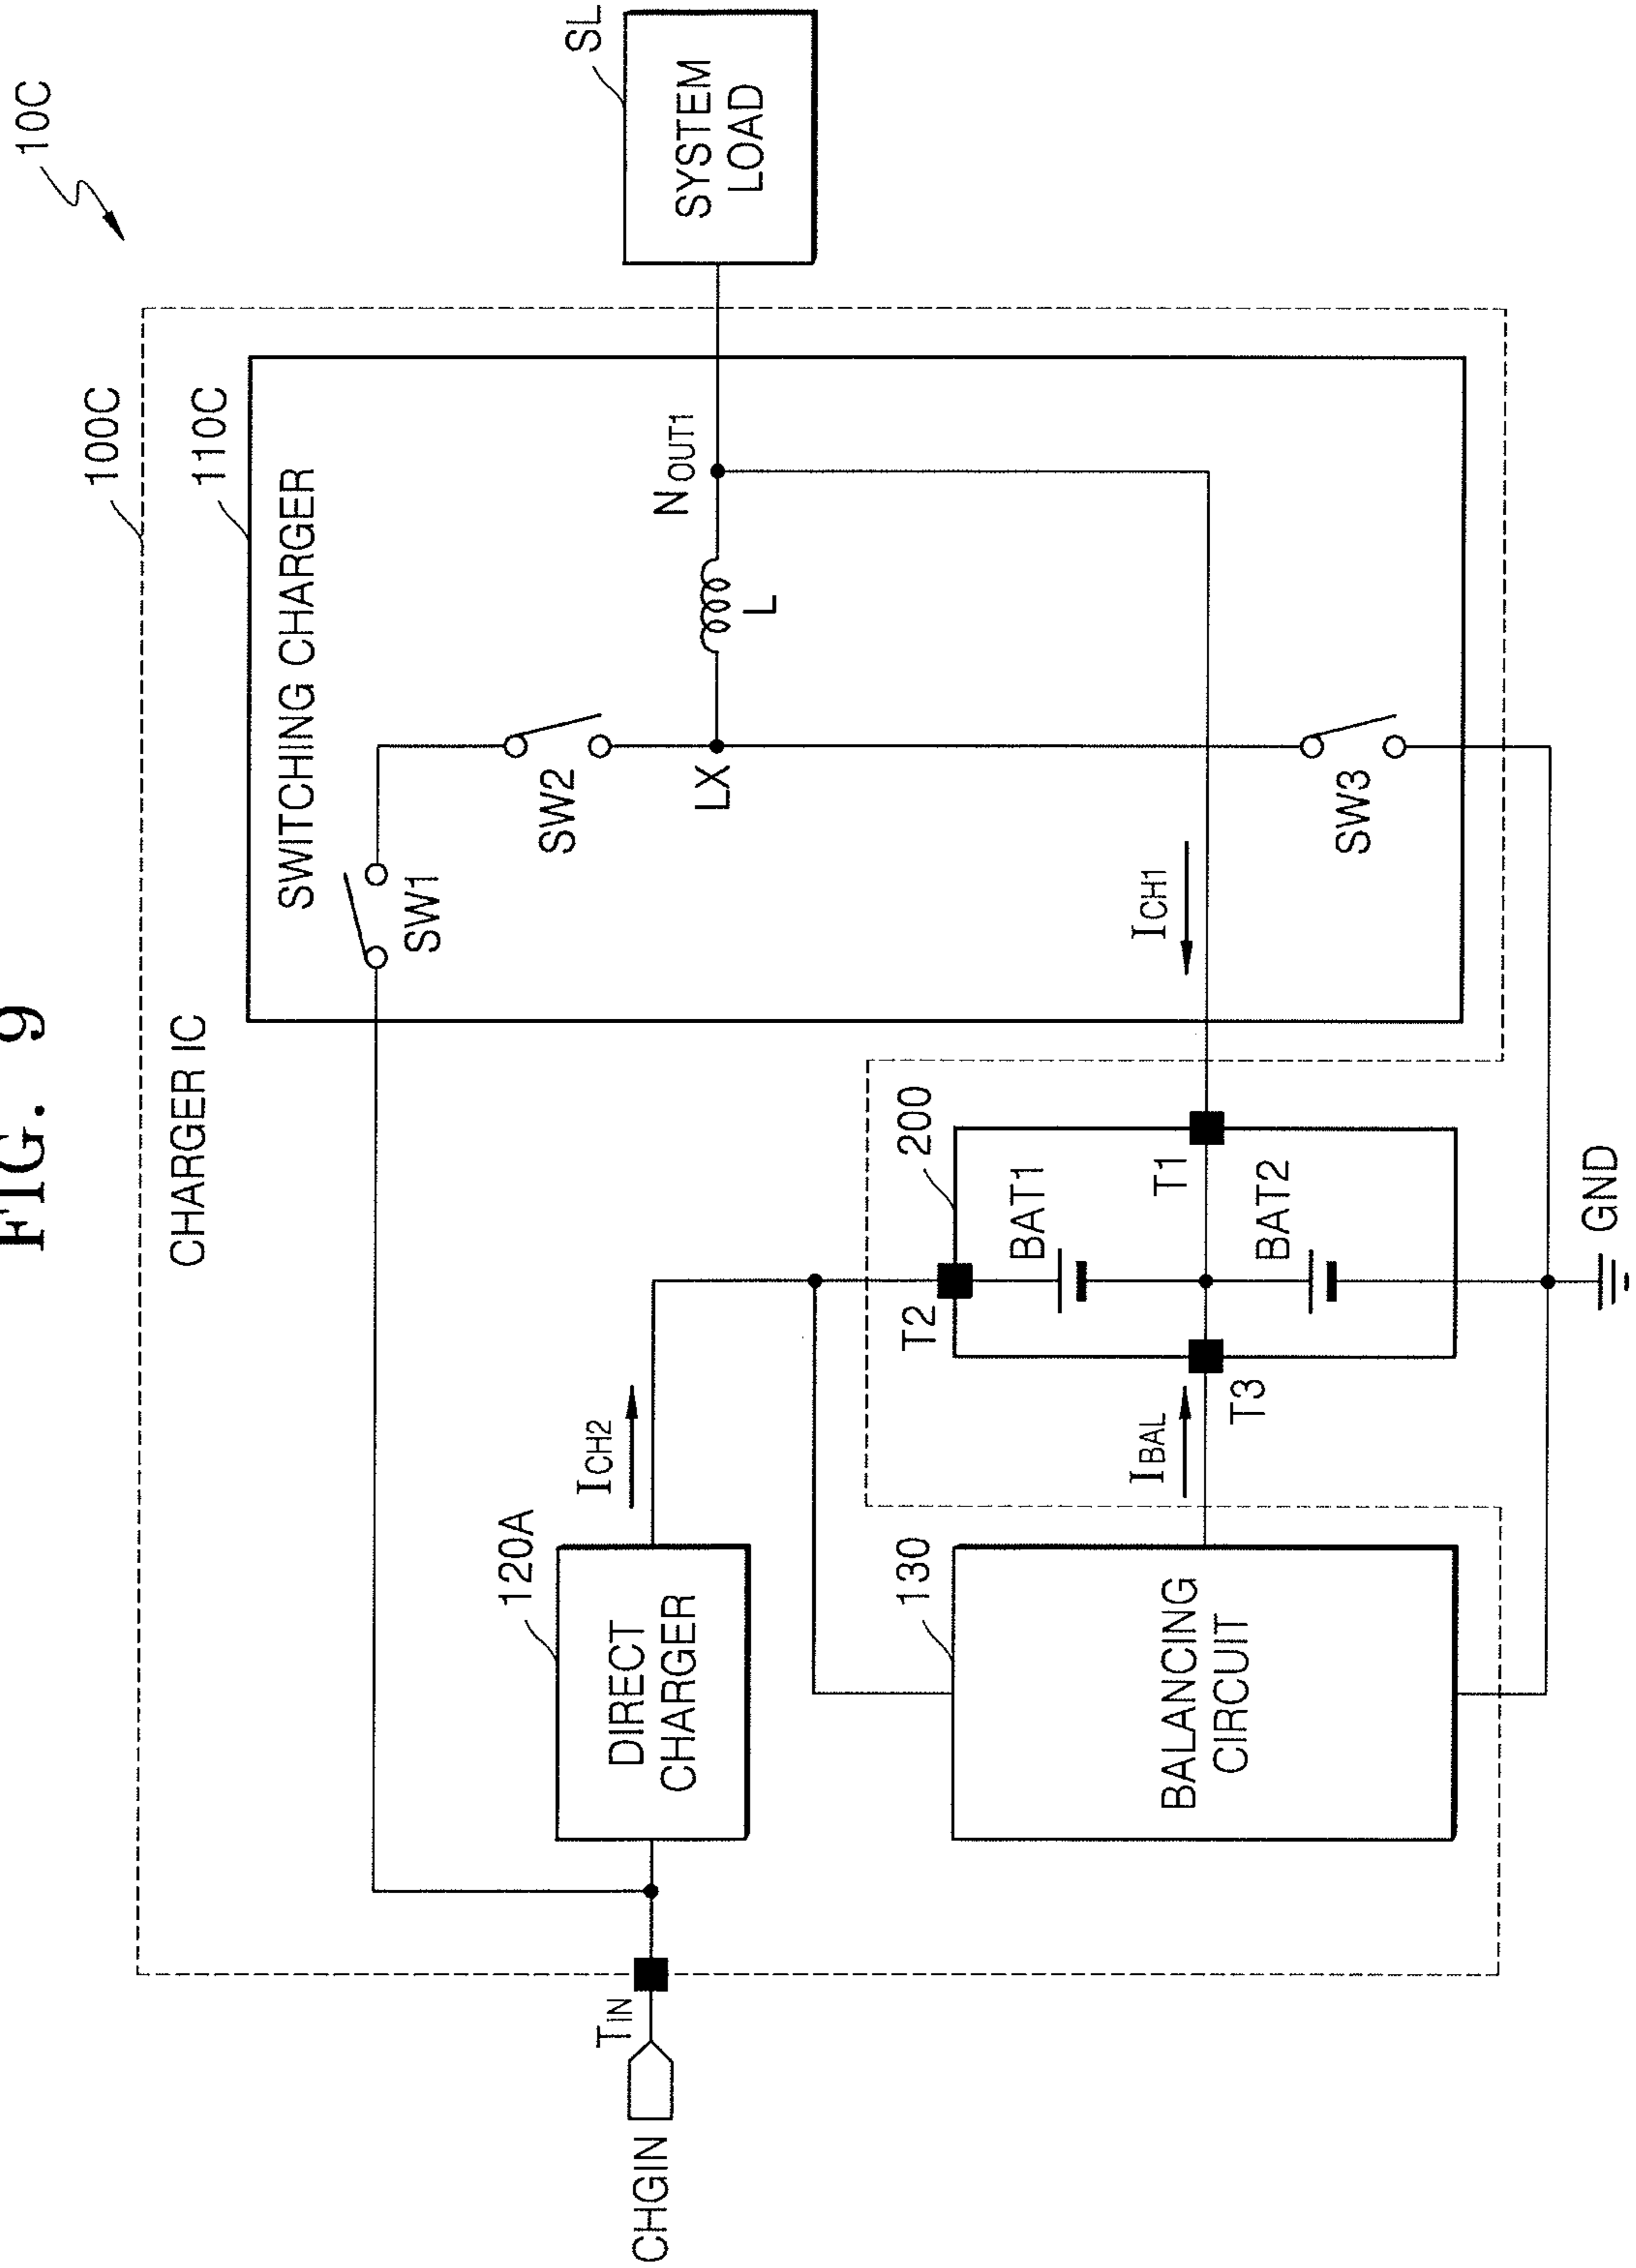 FIG. 9
10C
100C
CHARGER IC
110C
SWITCHING CHARGER
SW1
SW2
LX
L
NOUT1
SW3
ICH1
SL
SYSTEM
LOAD
CHGIN
TIN
120A
DIRECT
CHARGER
ICH2
130
BALANCING
CIRCUIT
IBAL
200
T2
BAT1
T1
T3
BAT2
GND